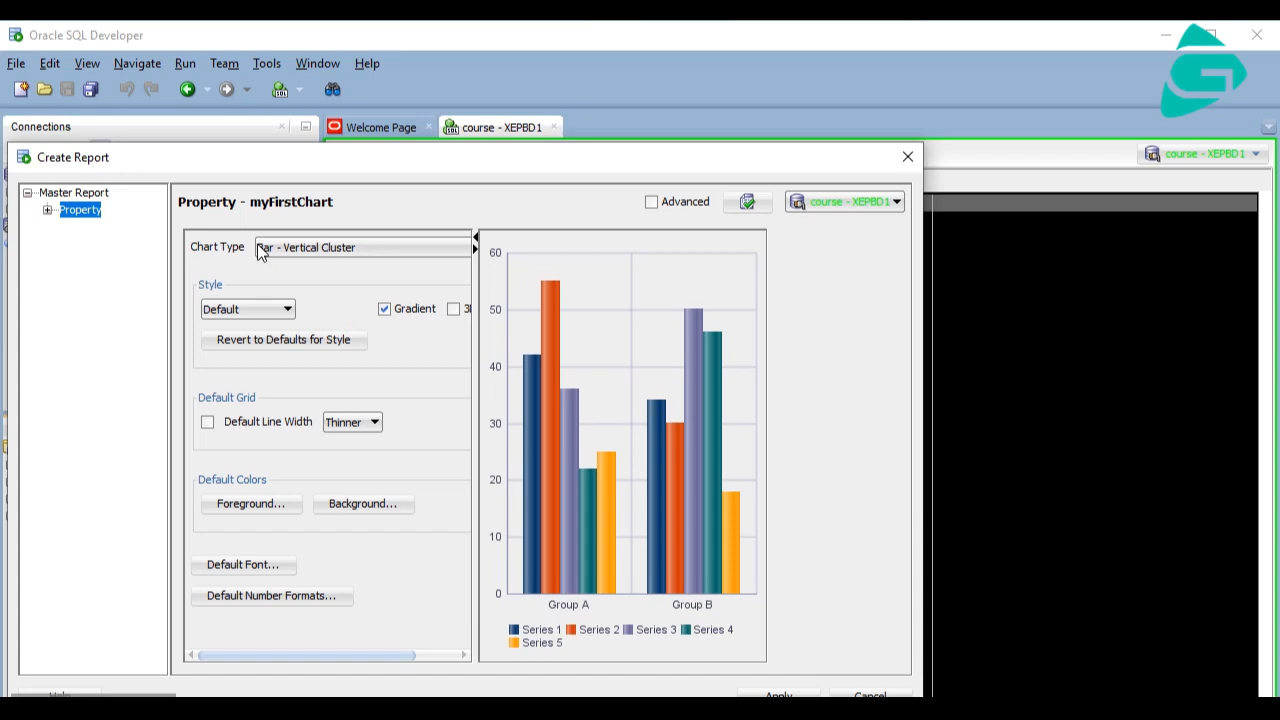 Oracle SQL Developer
File Edit View Navigate Run Team Tools Window Help
Connections
Welcome Page
course - XEPBD1
Create Report
course - XEPBD1
Master Report
Property
Property - myFirstChart
Advanced
course - XEPBD1
Chart Type
Bar - Vertical Cluster
Style
Default
Gradient
Revert to Defaults for Style
Default Grid
Default Line Width
Thinner
Default Colors
Foreground...
Background...
Default Font...
Default Number Formats...
60
50
40
30
20
10
0
Group A
Group B
Series 1 Series 2 Series 3 Series 4
Series 5
Help
Apply
Cancel